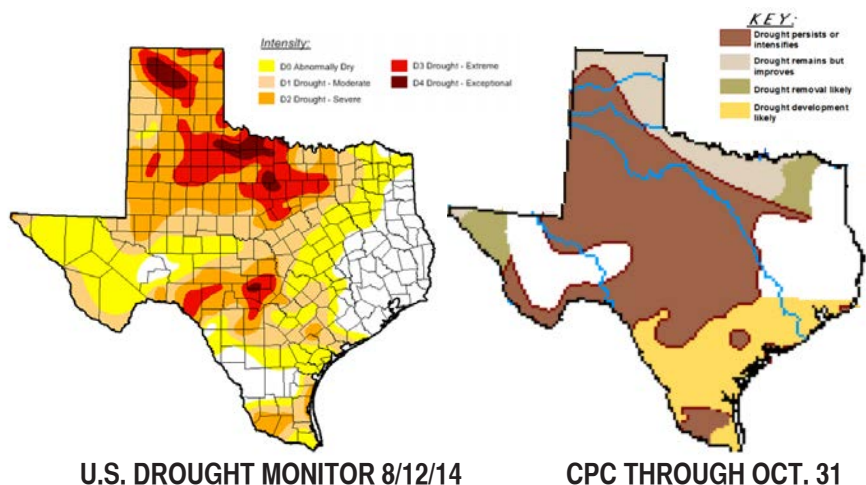 Intensity:
D0 Abnormally Dry
D1 Drought - Moderate
D2 Drought - Severe
D3 Drought - Extreme
D4 Drought - Exceptional
KEY:
Drought persists or
intensifies
Drought remains but
improves
Drought removal likely
Drought development
likely
U.S. DROUGHT MONITOR 8/12/14
CPC THROUGH OCT. 31